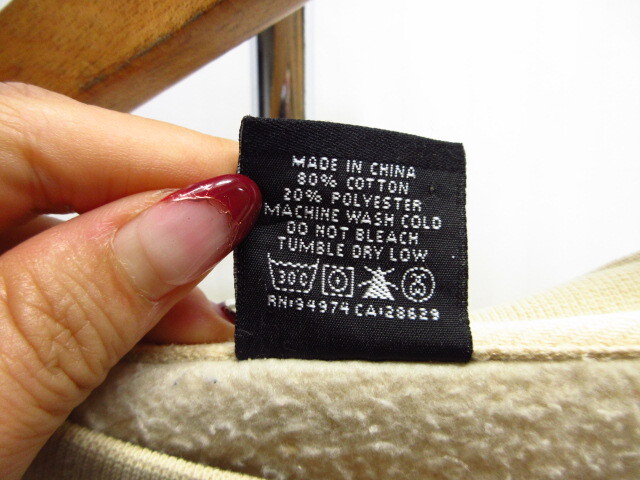 MADE IN CHINA
80% COTTON
20% POLYESTER
MACHINE WASH COLD
DO NOT BLEACH
TUMBLE DRY LOW
30C
RN:94974 CA:28629